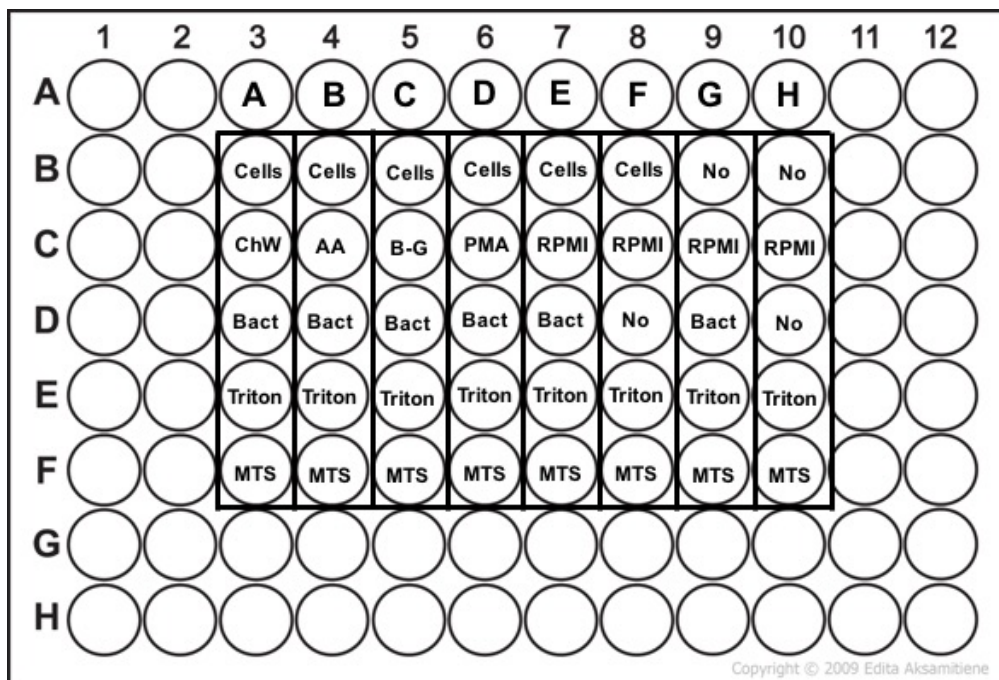 1 2 3 4 5 6 7 8 9 10 11 12
A A B C D E F G H
B Cells Cells Cells Cells Cells Cells No No
C ChW AA B-G PMA RPMI RPMI RPMI RPMI
D Bact Bact Bact Bact Bact No Bact No
E Triton Triton Triton Triton Triton Triton Triton Triton
F MTS MTS MTS MTS MTS MTS MTS MTS
G
H
Copyright © 2009 Edita Aksamitiene